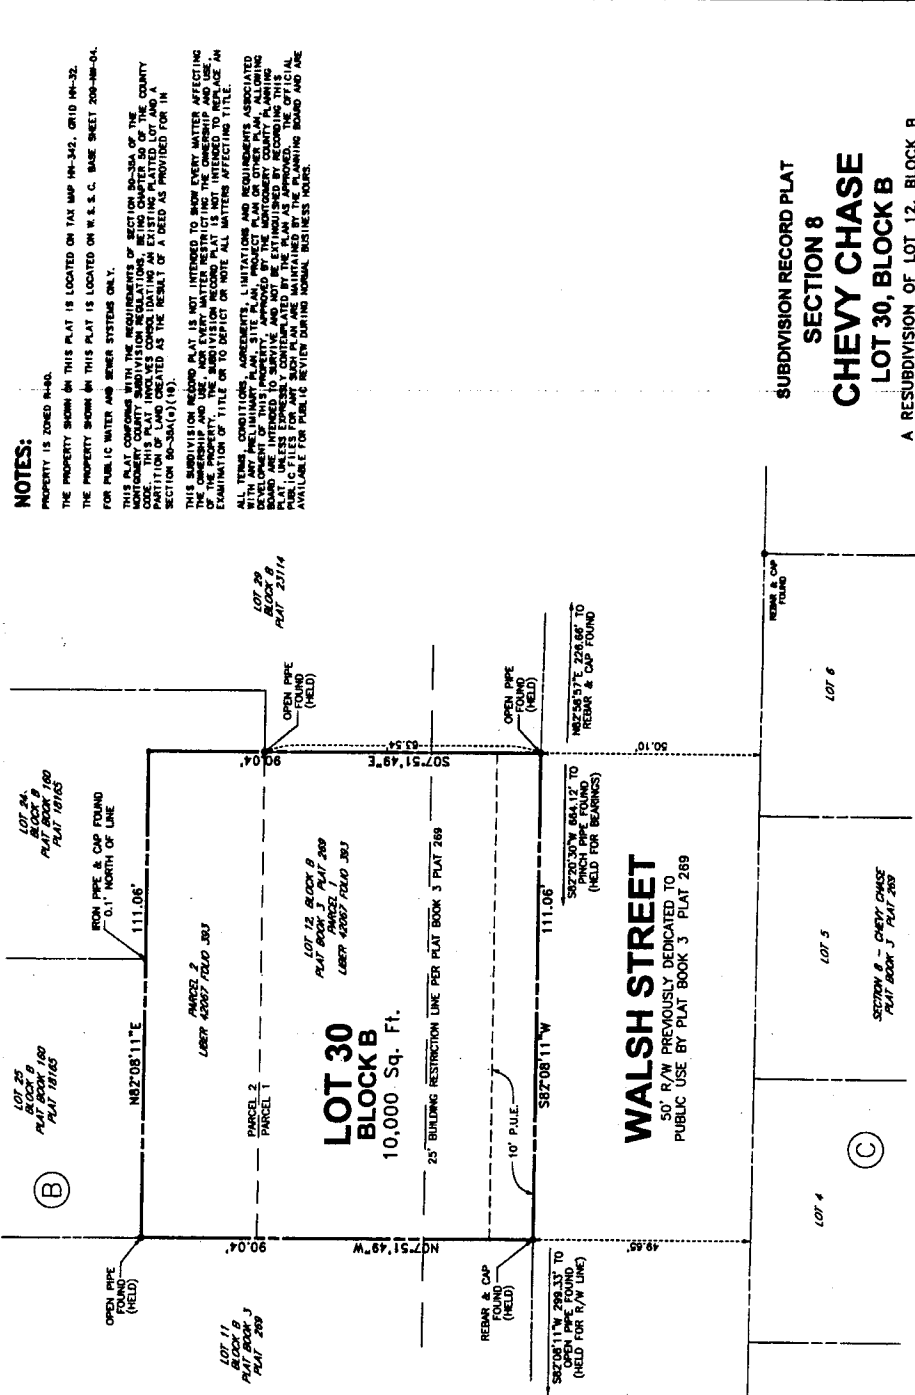 NOTES:
PROPERTY IS ZONED R-60.
THE PROPERTY SHOWN ON THIS PLAT IS LOCATED ON TAX MAP HN-342, GRID HN-32.
THE PROPERTY SHOWN ON THIS PLAT IS LOCATED ON W.S.S.C. BASE SHEET 209-NW-04.
FOR PUBLIC WATER AND SEWER SYSTEMS ONLY.
THIS PLAT CONFORMS WITH THE REQUIREMENTS OF SECTION 50-35A OF THE
MONTGOMERY COUNTY SUBDIVISION REGULATIONS, BEING CHAPTER 50 OF THE COUNTY
CODE. THIS PLAT INVOLVES CONSOLIDATING AN EXISTING PLATTED LOT AND A
PARTITION OF LAND CREATED AS THE RESULT OF A DEED AS PROVIDED FOR IN
SECTION 50-35A(a)(10).
THIS SUBDIVISION RECORD PLAT IS NOT INTENDED TO SHOW EVERY MATTER AFFECTING
THE OWNERSHIP AND USE, NOR EVERY MATTER RESTRICTING THE OWNERSHIP AND USE,
OF THE PROPERTY. THE SUBDIVISION RECORD PLAT IS NOT INTENDED TO REPLACE AN
EXAMINATION OF TITLE OR TO DEPICT OR NOTE ALL MATTERS AFFECTING TITLE.
ALL TERMS, CONDITIONS, AGREEMENTS, LIMITATIONS AND REQUIREMENTS ASSOCIATED
WITH ANY PRELIMINARY PLAN, SITE PLAN, PROJECT PLAN OR OTHER PLAN, ALLOWING
DEVELOPMENT OF THIS PROPERTY, APPROVED BY THE MONTGOMERY COUNTY PLANNING
BOARD ARE INTENDED TO SURVIVE AND NOT BE EXTINGUISHED BY RECORDING THIS
PLAT, UNLESS EXPRESSLY CONTEMPLATED BY THE PLAN AS APPROVED. THE OFFICIAL
PUBLIC FILES FOR ANY SUCH PLAN ARE MAINTAINED BY THE PLANNING BOARD AND ARE
AVAILABLE FOR PUBLIC REVIEW DURING NORMAL BUSINESS HOURS.
LOT 25
BLOCK B
PLAT BOOK 160
PLAT 18165
LOT 24
BLOCK B
PLAT BOOK 160
PLAT 18165
B
OPEN PIPE
FOUND
(HELD)
N82°08'11"E
111.06'
IRON PIPE & CAP FOUND
0.1' NORTH OF LINE
PARCEL 2
LIBER 42067 FOLIO 393
LOT 11
BLOCK B
PLAT BOOK 3
PLAT 269
90.04'
N07°51'49"W
PARCEL 2
PARCEL 1
LOT 12, BLOCK B
PLAT BOOK 3 PLAT 269
PARCEL 1
LIBER 42067 FOLIO 393
90.04'
S07°51'49"E
63.54'
OPEN PIPE
FOUND
(HELD)
LOT 29
BLOCK B
PLAT 23114
LOT 30
BLOCK B
10,000 Sq. Ft.
25' BUILDING RESTRICTION LINE PER PLAT BOOK 3 PLAT 269
10' P.U.E.
REBAR & CAP
FOUND
(HELD)
S82°08'11"W
111.06'
OPEN PIPE
FOUND
(HELD)
S82°08'11"W 299.33' TO
OPEN PIPE FOUND
(HELD FOR R/W LINE)
S82°20'30"W 664.12' TO
PINCH PIPE FOUND
(HELD FOR BEARINGS)
N82°58'57"E 226.66' TO
REBAR & CAP FOUND
49.65'
50.10'
WALSH STREET
50' R/W PREVIOUSLY DEDICATED TO
PUBLIC USE BY PLAT BOOK 3 PLAT 269
REBAR & CAP
FOUND
LOT 4
LOT 5
LOT 6
C
SECTION 8 - CHEVY CHASE
PLAT BOOK 3 PLAT 269
SUBDIVISION RECORD PLAT
SECTION 8
CHEVY CHASE
LOT 30, BLOCK B
A RESUBDIVISION OF LOT 12, BLOCK B